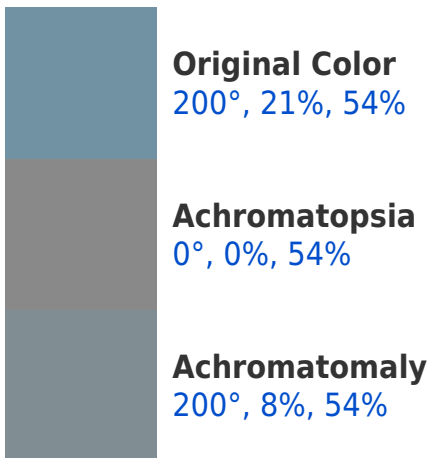 Original Color
200°, 21%, 54%
Achromatopsia
0°, 0%, 54%
Achromatomaly
200°, 8%, 54%